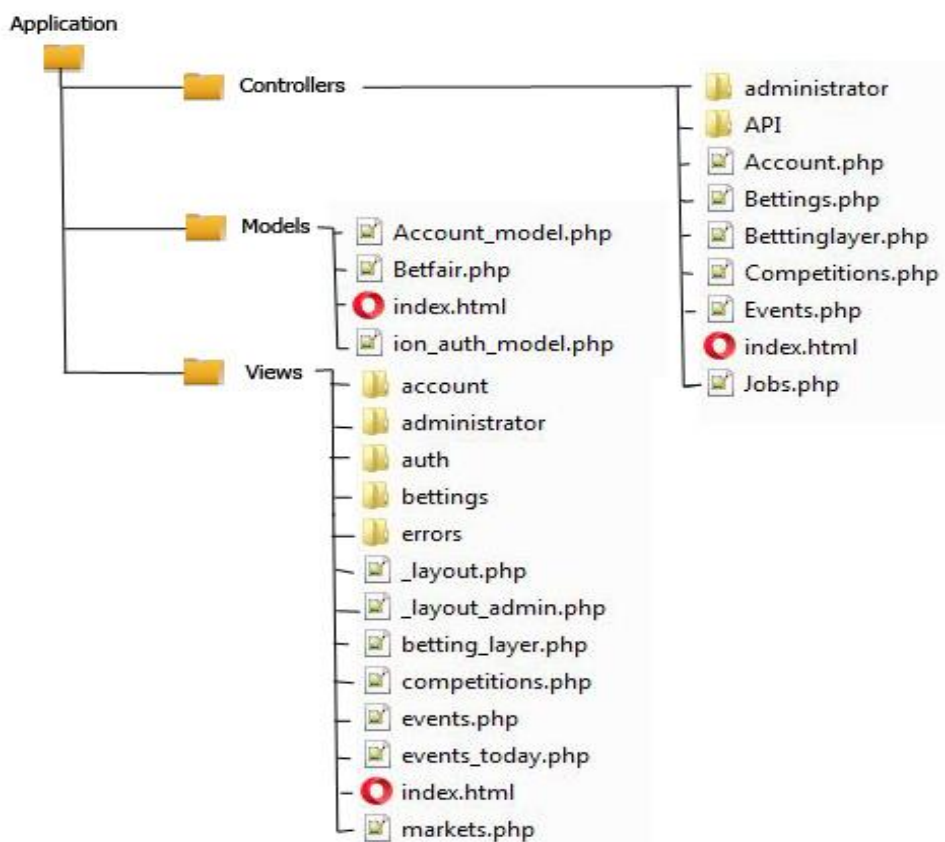 Application
Controllers
administrator
API
Account.php
Bettings.php
Betttinglayer.php
Competitions.php
Events.php
index.html
Jobs.php
Models
Account_model.php
Betfair.php
index.html
ion_auth_model.php
Views
account
administrator
auth
bettings
errors
_layout.php
_layout_admin.php
betting_layer.php
competitions.php
events.php
events_today.php
index.html
markets.php